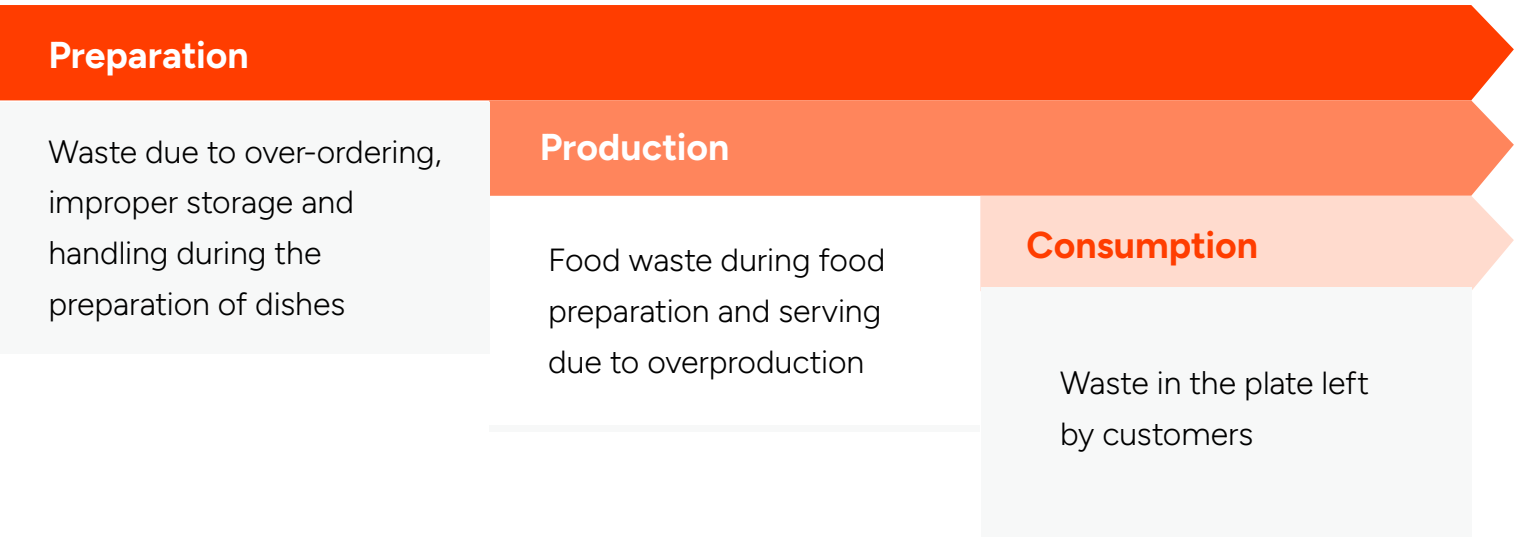 Preparation
Waste due to over-ordering,
improper storage and
handling during the
preparation of dishes
Production
Food waste during food
preparation and serving
due to overproduction
Consumption
Waste in the plate left
by customers